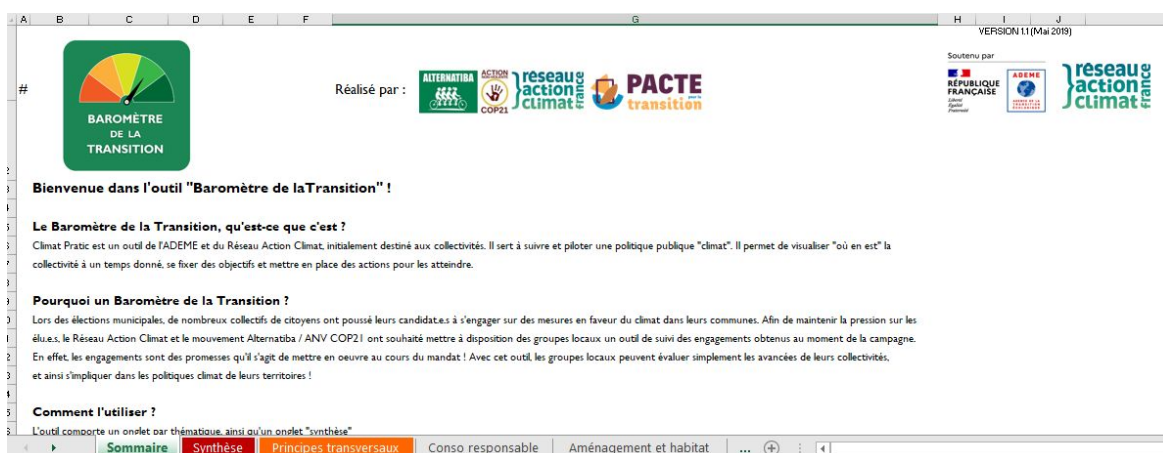 A B C D E F G H I J
VERSION 1.1 (Mai 2019)
Soutenu par
#
BAROMÈTRE
DE LA
TRANSITION
Réalisé par :
ALTERNATIBA
ACTION
COP21
réseau
action
climat
france
PACTE
transition
RÉPUBLIQUE
FRANÇAISE
Liberté
Égalité
Fraternité
ADEME
AGENCE DE LA
TRANSITION
ÉCOLOGIQUE
réseau
action
climat
france
Bienvenue dans l'outil "Baromètre de laTransition" !
Le Baromètre de la Transition, qu'est-ce que c'est ?
Climat Pratic est un outil de l'ADEME et du Réseau Action Climat, initialement destiné aux collectivités. Il sert à suivre et piloter une politique publique "climat". Il permet de visualiser "où en est" la
collectivité à un temps donné, se fixer des objectifs et mettre en place des actions pour les atteindre.
Pourquoi un Baromètre de la Transition ?
Lors des élections municipales, de nombreux collectifs de citoyens ont poussé leurs candidat.e.s à s'engager sur des mesures en faveur du climat dans leurs communes. Afin de maintenir la pression sur les
élu.e.s, le Réseau Action Climat et le mouvement Alternatiba / ANV COP21 ont souhaité mettre à disposition des groupes locaux un outil de suivi des engagements obtenus au moment de la campagne.
En effet, les engagements sont des promesses qu'il s'agit de mettre en oeuvre au cours du mandat ! Avec cet outil, les groupes locaux peuvent évaluer simplement les avancées de leurs collectivités,
et ainsi s'impliquer dans les politiques climat de leurs territoires !
Comment l'utiliser ?
L'outil comporte un onglet par thématique, ainsi qu'un onglet "synthèse"
Sommaire Synthèse Principes transversaux Conso responsable Aménagement et habitat ...